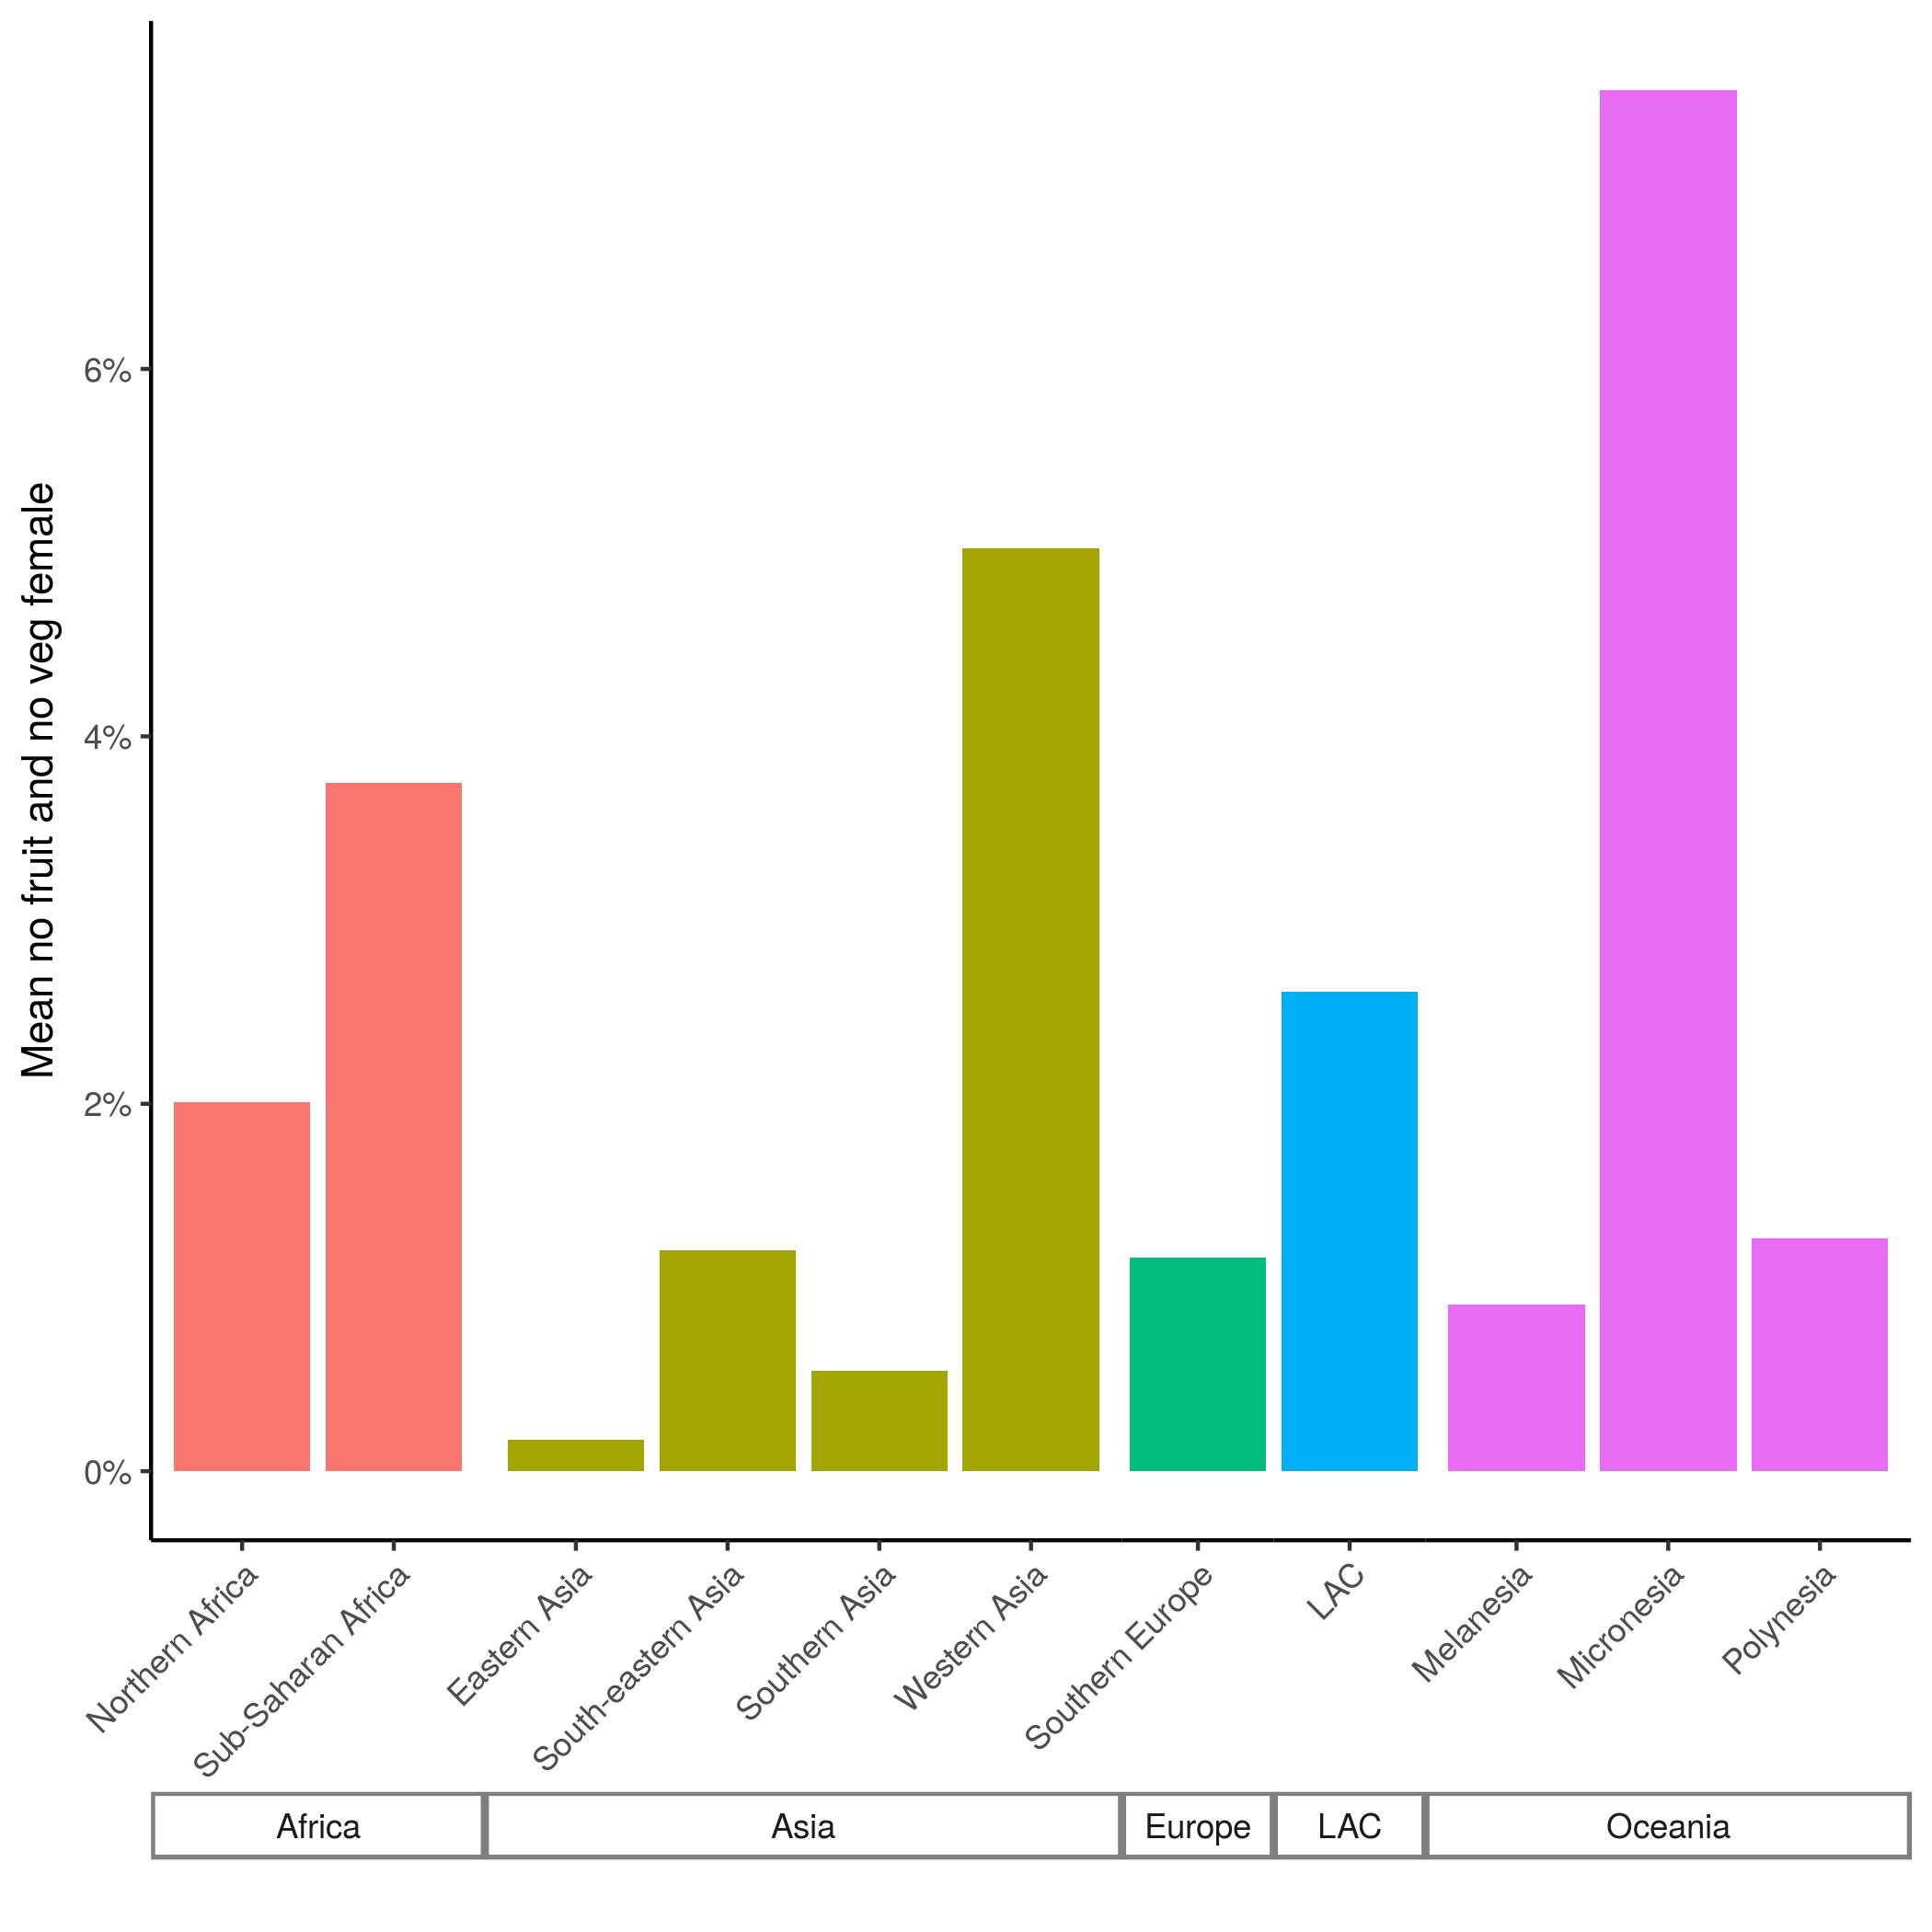 Mean no fruit and no veg female
6%
4%
2%
0%
Northern Africa
Sub-Saharan Africa
Eastern Asia
South-eastern Asia
Southern Asia
Western Asia
Southern Europe
LAC
Melanesia
Micronesia
Polynesia
Africa
Asia
Europe
LAC
Oceania